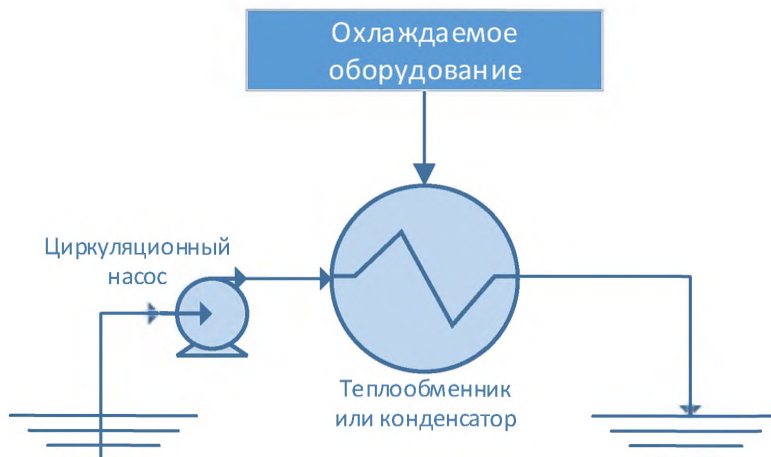 Охлаждаемое
оборудование
Циркуляционный
насос
Теплообменник
или конденсатор